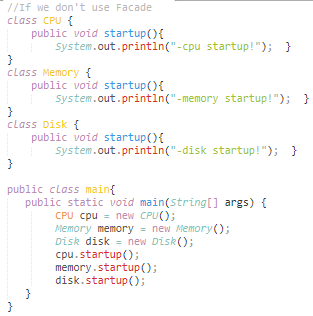 //If we don't use Facade
class CPU {
    public void startup(){
        System.out.println("-cpu startup!");  }
}
class Memory {
    public void startup(){
        System.out.println("-memory startup!");  }
}
class Disk {
    public void startup(){
        System.out.println("-disk startup!");  }
}

public class main{
   public static void main(String[] args) {
        CPU cpu = new CPU();
        Memory memory = new Memory();
        Disk disk = new Disk();
        cpu.startup();
        memory.startup();
        disk.startup();
   }
}